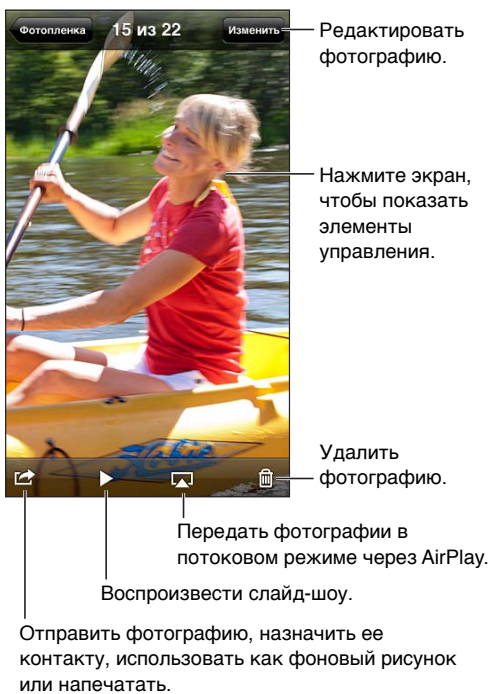 Фотопленка
15 из 22
Изменить
Редактировать
фотографию.
Нажмите экран,
чтобы показать
элементы
управления.
Hobie
Удалить
фотографию.
Передать фотографии в
потоковом режиме через AirPlay.
Воспроизвести слайд-шоу.
Отправить фотографию, назначить ее
контакту, использовать как фоновый рисунок
или напечатать.